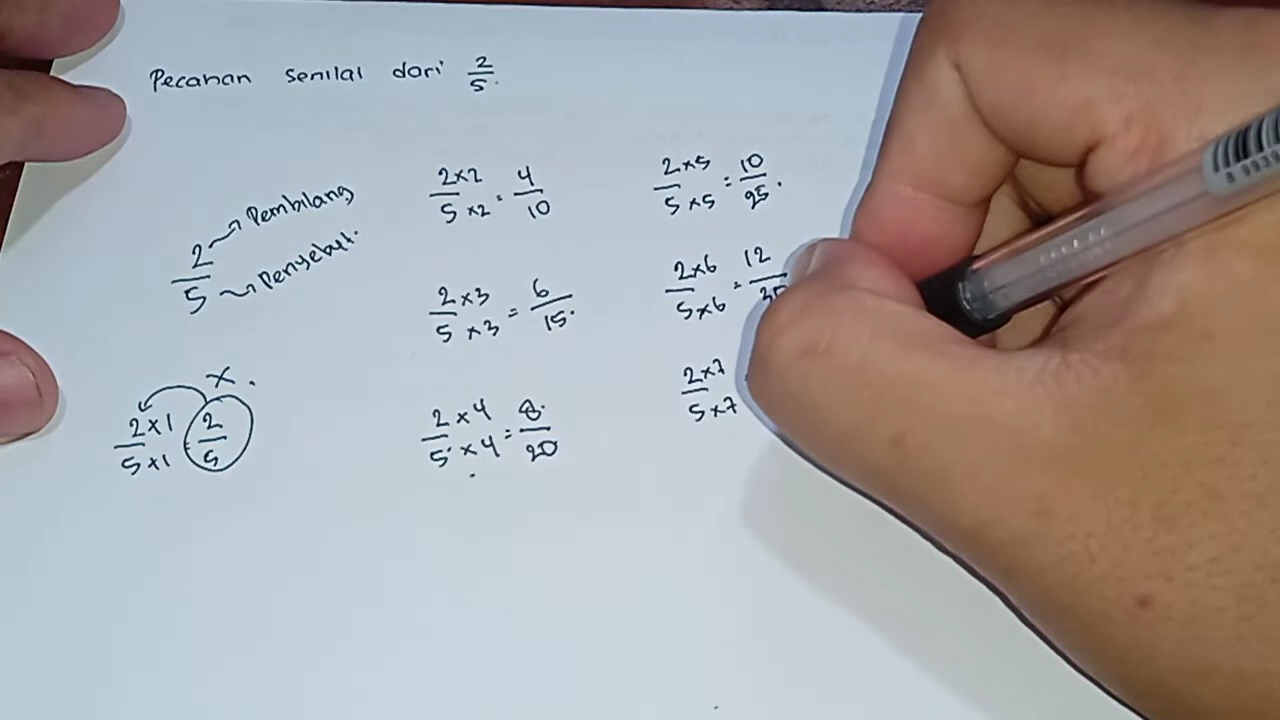 Pecahan senilai dari 2/5.
2/5
Pembilang
Penyebut.
x.
2x1/5x1 2/5
2x2/5x2 = 4/10
2x3/5x3 = 6/15.
2x4/5x4 = 8/20
2x5/5x5 = 10/25.
2x6/5x6 = 12/
2x7/5x7